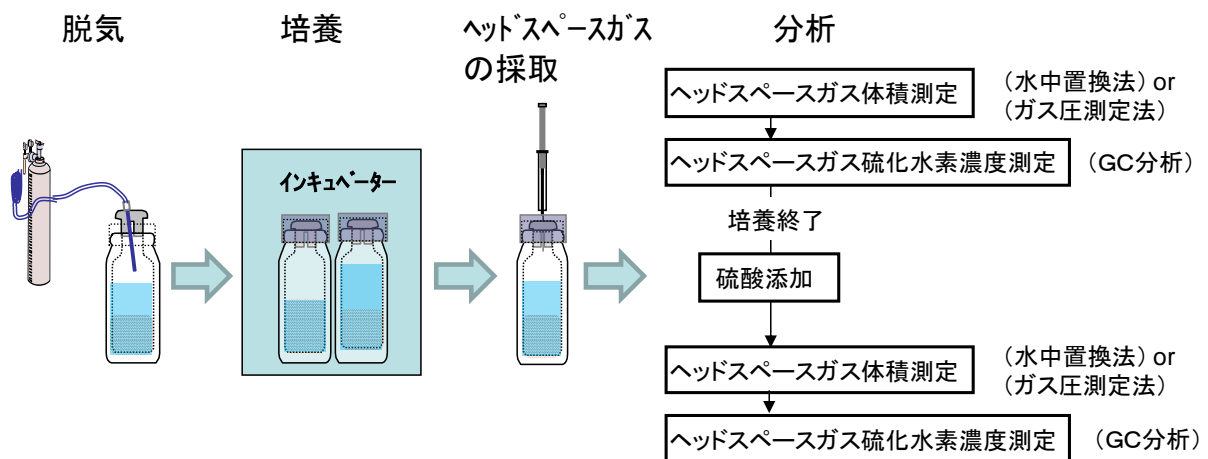 脱気
培養
ヘッドスペースガス
の採取
分析
インキュベーター
ヘッドスペースガス体積測定
（水中置換法） or
（ガス圧測定法）
ヘッドスペースガス硫化水素濃度測定
（GC分析）
培養終了
硫酸添加
ヘッドスペースガス体積測定
（水中置換法） or
（ガス圧測定法）
ヘッドスペースガス硫化水素濃度測定
（GC分析）